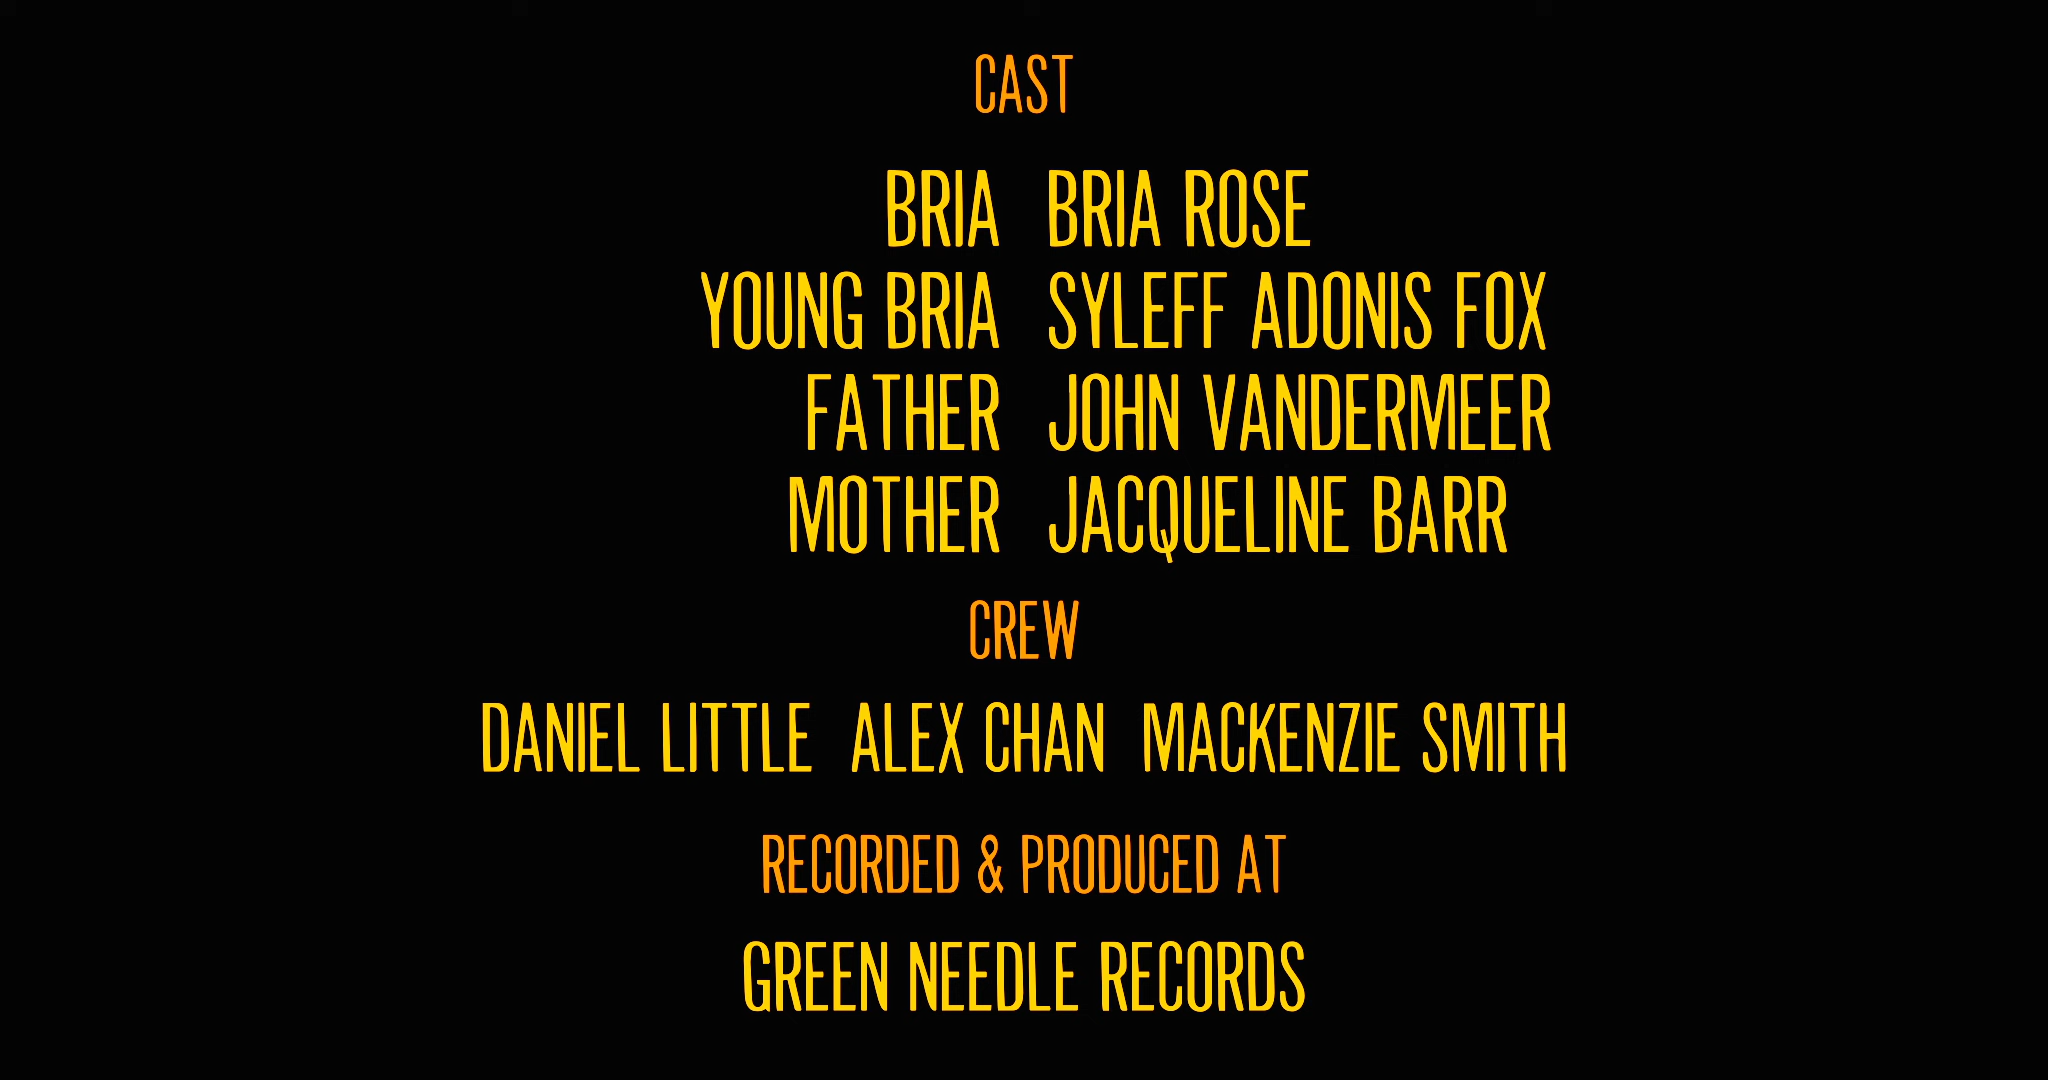 CAST
BRIA BRIA ROSE
YOUNG BRIA SYLEFF ADONIS FOX
FATHER JOHN VANDERMEER
MOTHER JACQUELINE BARR
CREW
DANIEL LITTLE ALEX CHAN MACKENZIE SMITH
RECORDED & PRODUCED AT
GREEN NEEDLE RECORDS